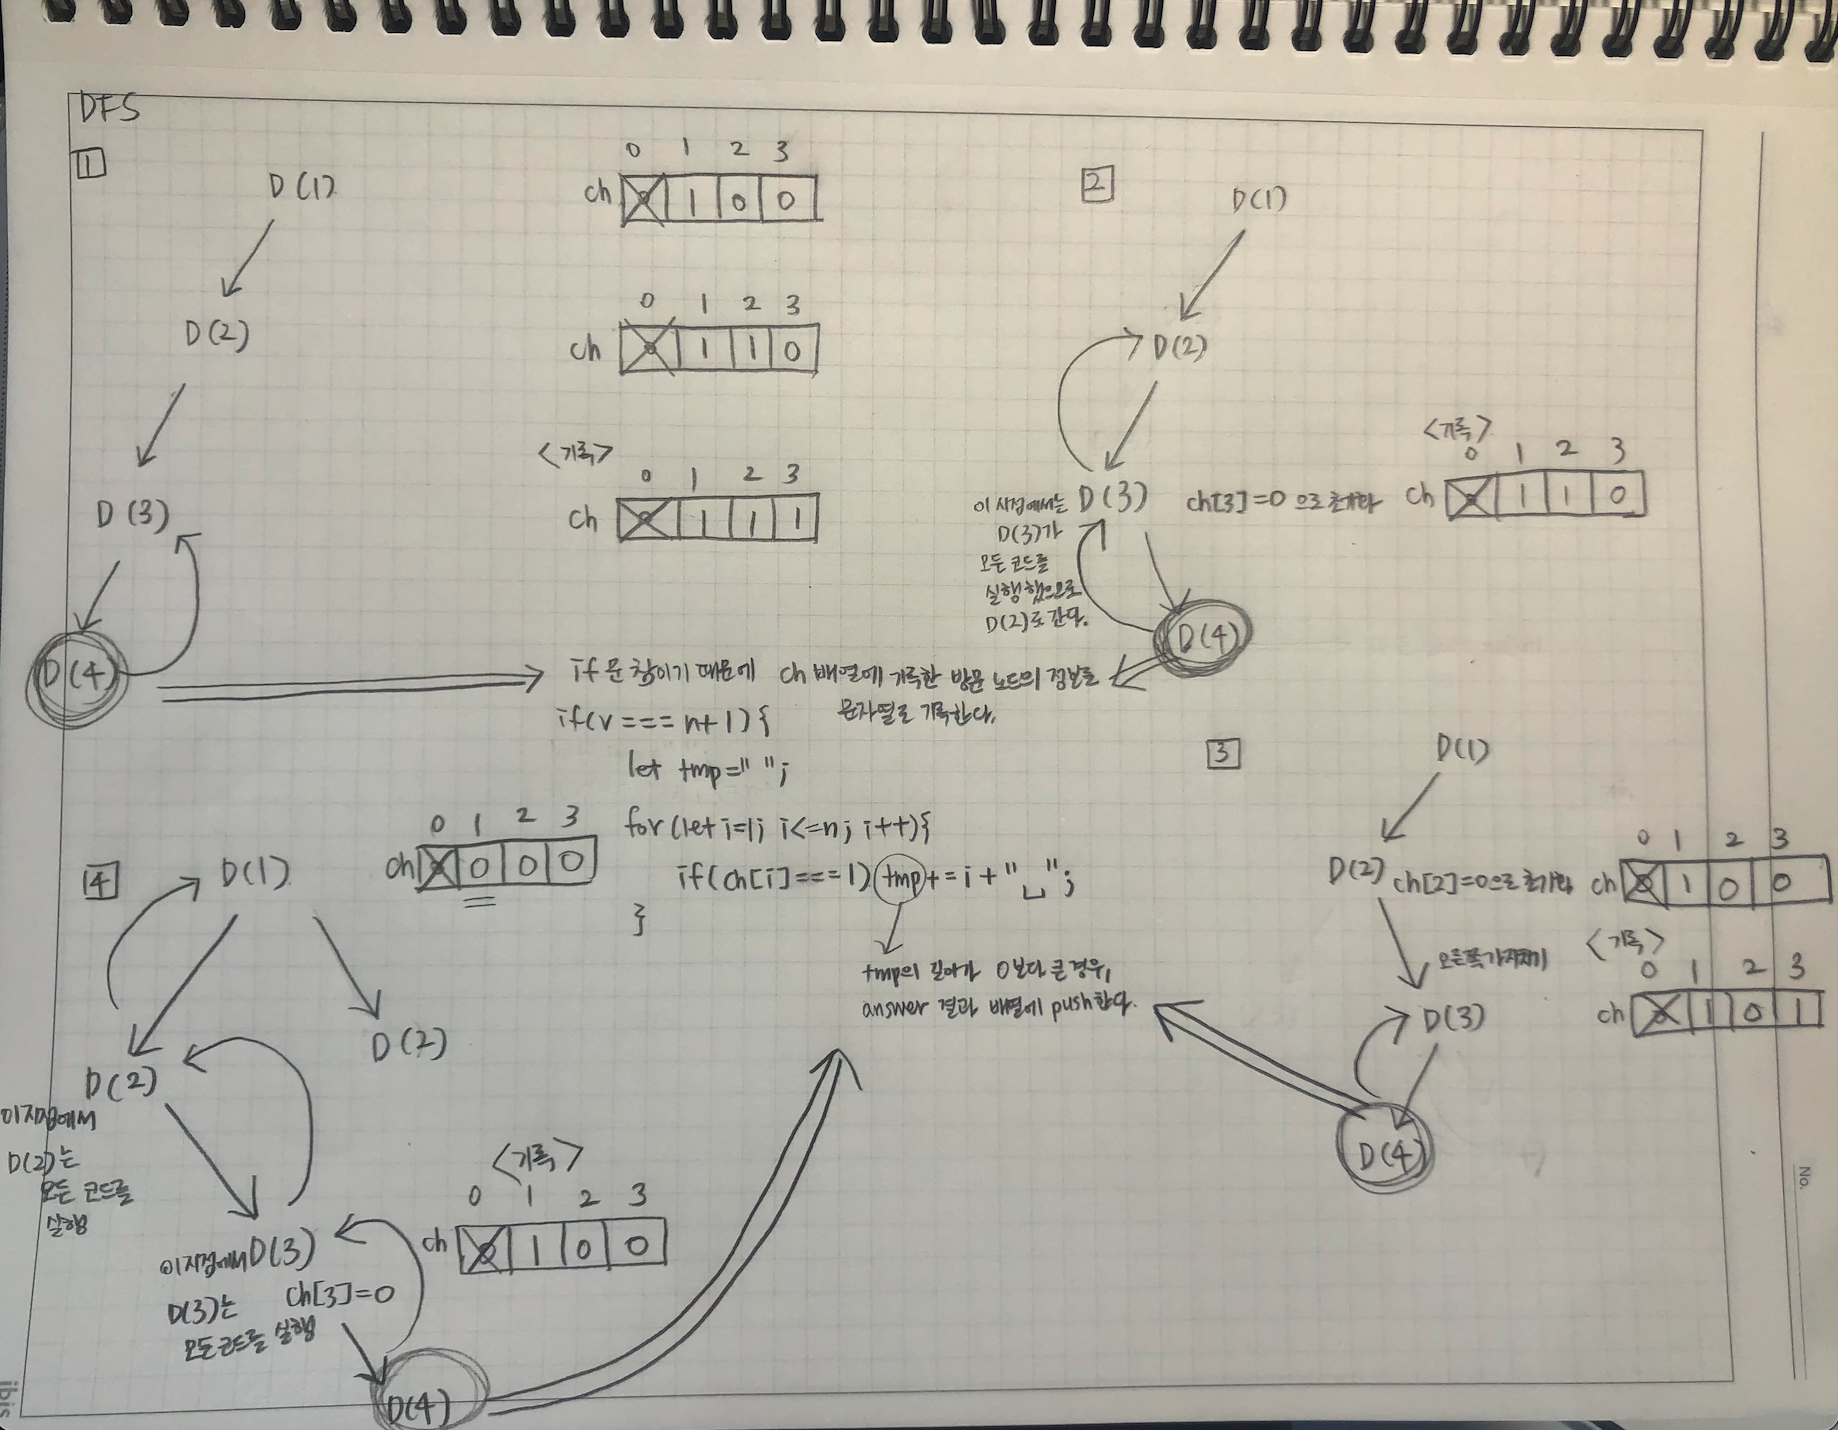 DFS
1
D(1)
0 1 2 3
ch 0 1 0 0
D(2)
0 1 2 3
ch 0 1 1 0
D(3)
<기록>
0 1 2 3
ch 0 1 1 1
D(4)
2
D(1)
D(2)
이 시점에서는 D(3)
D(3)가
모든 코드를
실행했으므로
D(2)로 간다.
ch[3]=0 으로 초기화
<기록>
0 1 2 3
ch 0 1 1 0
D(4)
if문 참이기 때문에 ch 배열에 기록한 방문 노드의 정보를
문자열로 기록한다.
if(v === n+1){
let tmp=" ";
for(let i=1; i<=n; i++){
if(ch[i]===1) tmp += i + "␣";
}
tmp의 길이가 0보다 큰 경우,
answer 결과 배열에 push한다.
3
D(1)
D(2) ch[2]=0으로 초기화
0 1 2 3
ch 0 1 0 0
오른쪽 가지치기
<기록>
0 1 2 3
D(3)
ch 0 1 0 1
D(4)
4
D(1)
0 1 2 3
ch 0 0 0 0
D(2)
D(2)
이 지점에서
D(2)는
모든 코드를
실행
<기록>
0 1 2 3
ch 0 1 0 0
이 지점에서 D(3)
D(3)는 ch[3]=0
모든 코드를 실행
D(4)
No.
ibis